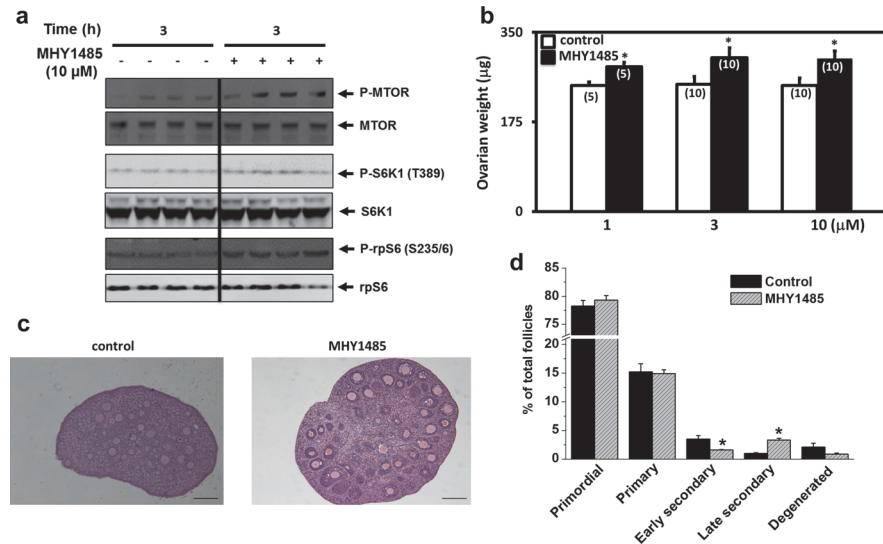 a
Time (h) 3 3
MHY1485 - - - - + + + +
(10 µM)
P-MTOR
MTOR
P-S6K1 (T389)
S6K1
P-rpS6 (S235/6)
rpS6
b
Ovarian weight (µg)
350
175
0
control
MHY1485
* * *
(5) (5) (10) (10) (10) (10)
1 3 10 (µM)
c
control MHY1485
d
% of total follicles
80
75
20
15
10
5
0
Control
MHY1485
* *
Primordial
Primary
Early secondary
Late secondary
Degenerated